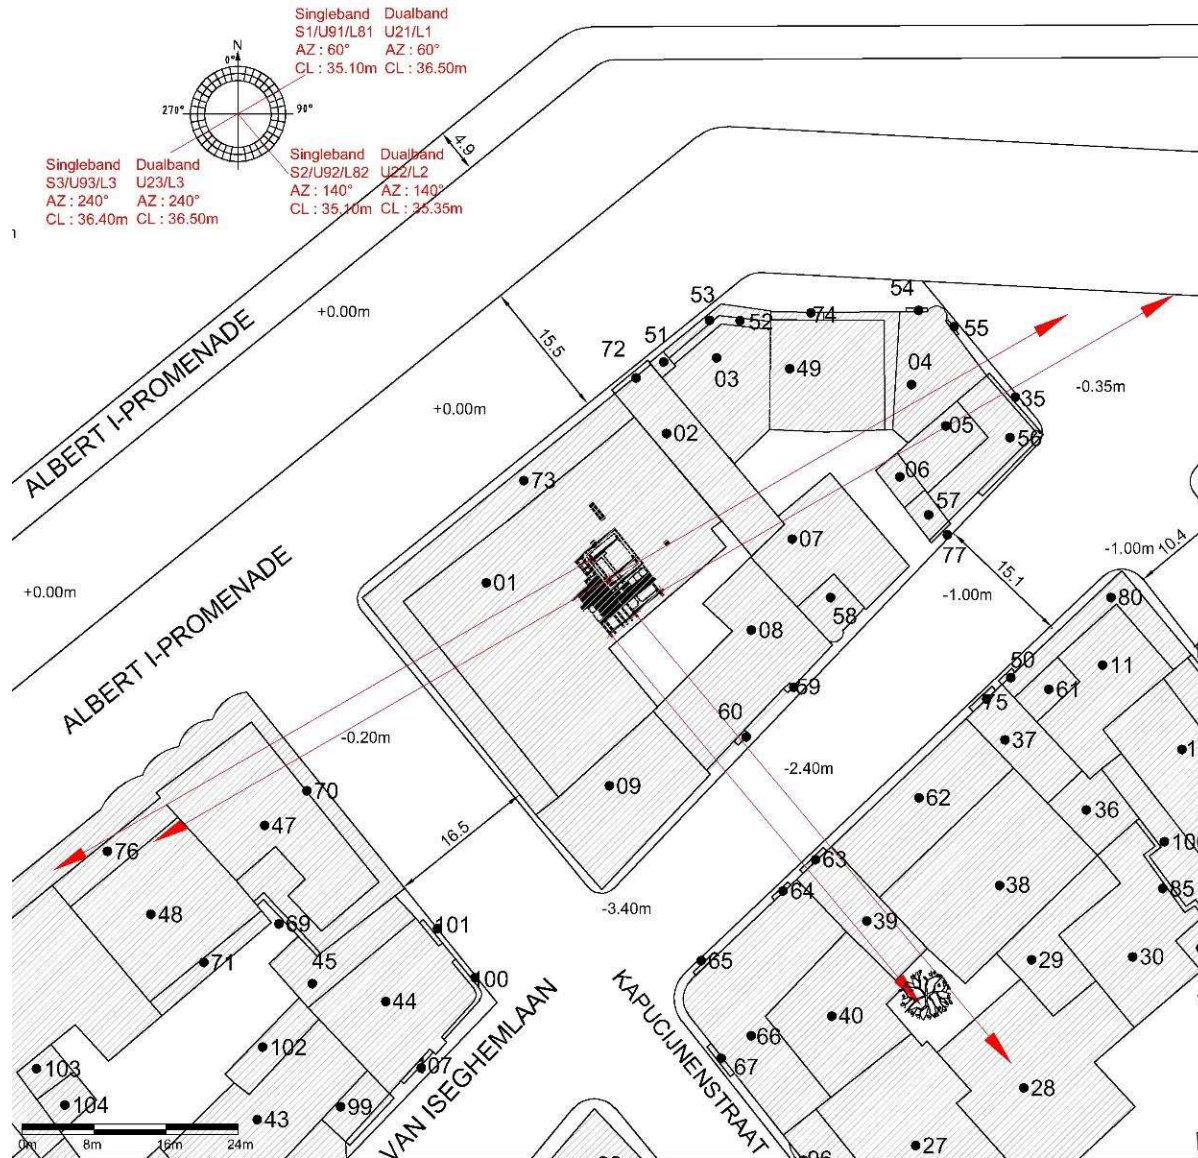 Singleband Dualband
S1/U91/L81 U21/L1
AZ : 60° AZ : 60°
CL : 35.10m CL : 36.50m
N
0°
270°
90°
Singleband Dualband
S3/U93/L3 U23/L3
AZ : 240° AZ : 240°
CL : 36.40m CL : 36.50m
Singleband Dualband
S2/U92/L82 U22/L2
AZ : 140° AZ : 140°
CL : 35.10m CL : 35.35m
4.9
+0.00m
15.5
ALBERT I-PROMENADE
+0.00m
+0.00m
ALBERT I-PROMENADE
53
52
74
54
55
51
72
03
49
04
35
-0.35m
02
05
56
73
06
57
77
07
01
58
08
15.1
-1.00m
-1.00m
10.4
80
50
11
61
75
37
59
60
-0.20m
-2.40m
09
62
36
70
47
16.5
76
48
69
71
101
100
45
44
-3.40m
63
64
39
38
85
65
29
30
40
66
67
28
27
KAPUCIJNENSTRAAT
VAN ISEGHEMLAAN
102
107
103
104
99
43
0m 8m 16m 24m